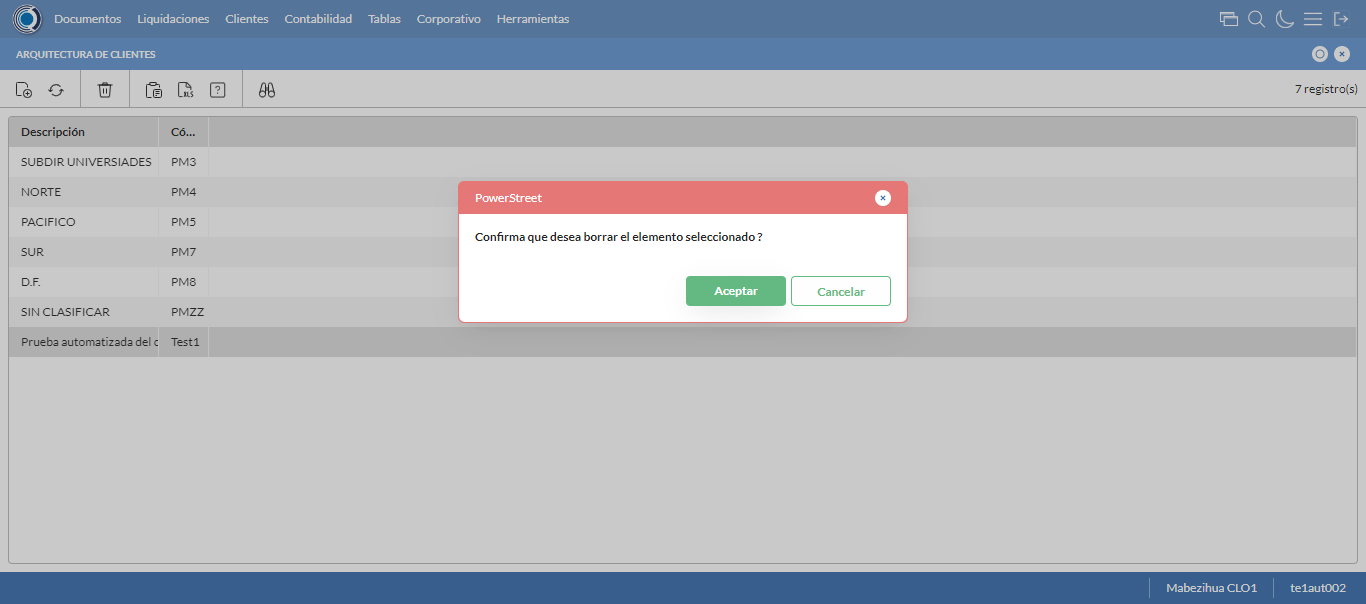 Documentos Liquidaciones Clientes Contabilidad Tablas Corporativo Herramientas
ARQUITECTURA DE CLIENTES
XLS ? 7 registro(s)
Descripción Có...
SUBDIR UNIVERSIADES PM3
NORTE PM4
PACIFICO PM5
SUR PM7
D.F. PM8
SIN CLASIFICAR PMZZ
Prueba automatizada del c Test1
PowerStreet
Confirma que desea borrar el elemento seleccionado ?
Aceptar Cancelar
Mabezihua CLO1 te1aut002